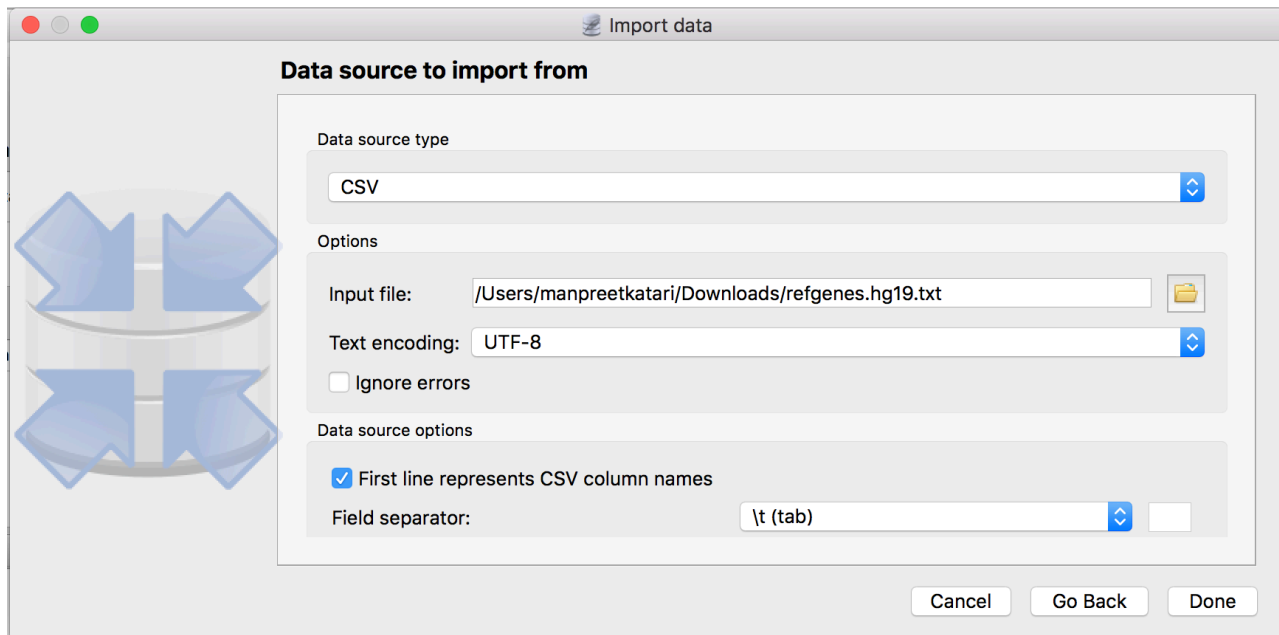 Import data
Data source to import from
Data source type
CSV
Options
Input file: /Users/manpreetkatari/Downloads/refgenes.hg19.txt
Text encoding: UTF-8
Ignore errors
Data source options
First line represents CSV column names
Field separator: \t (tab)
Cancel Go Back Done